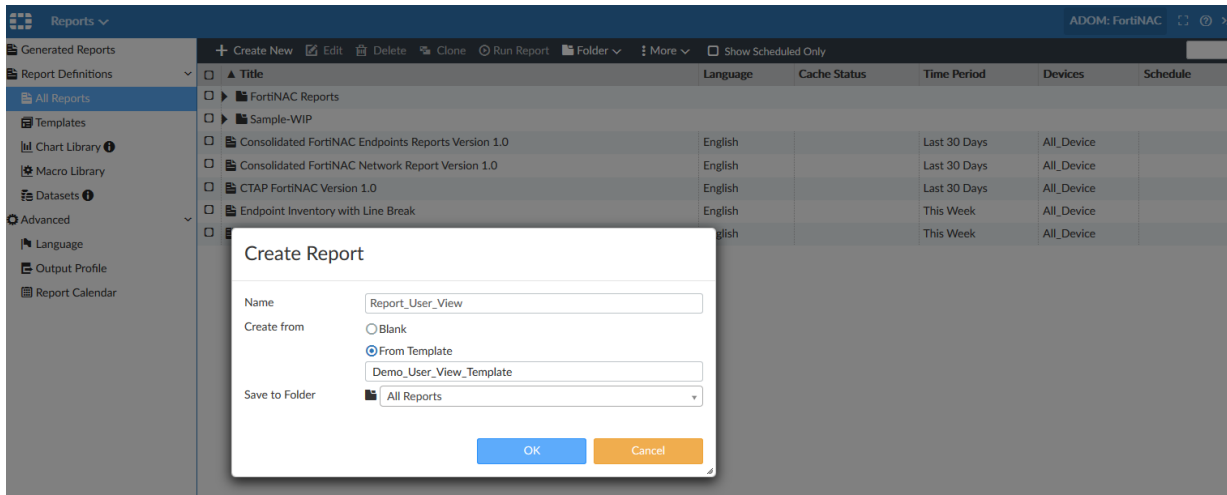 Reports
ADOM: FortiNAC
Generated Reports
Create New Edit Delete Clone Run Report Folder More Show Scheduled Only
Report Definitions
Title Language Cache Status Time Period Devices Schedule
All Reports
FortiNAC Reports
Templates
Sample-WIP
Chart Library
Consolidated FortiNAC Endpoints Reports Version 1.0 English Last 30 Days All_Device
Macro Library
Consolidated FortiNAC Network Report Version 1.0 English Last 30 Days All_Device
Datasets
CTAP FortiNAC Version 1.0 English Last 30 Days All_Device
Advanced
Endpoint Inventory with Line Break English This Week All_Device
Language
glish This Week All_Device
Output Profile
Report Calendar
Create Report
Name Report_User_View
Create from Blank
From Template
Demo_User_View_Template
Save to Folder All Reports
OK Cancel